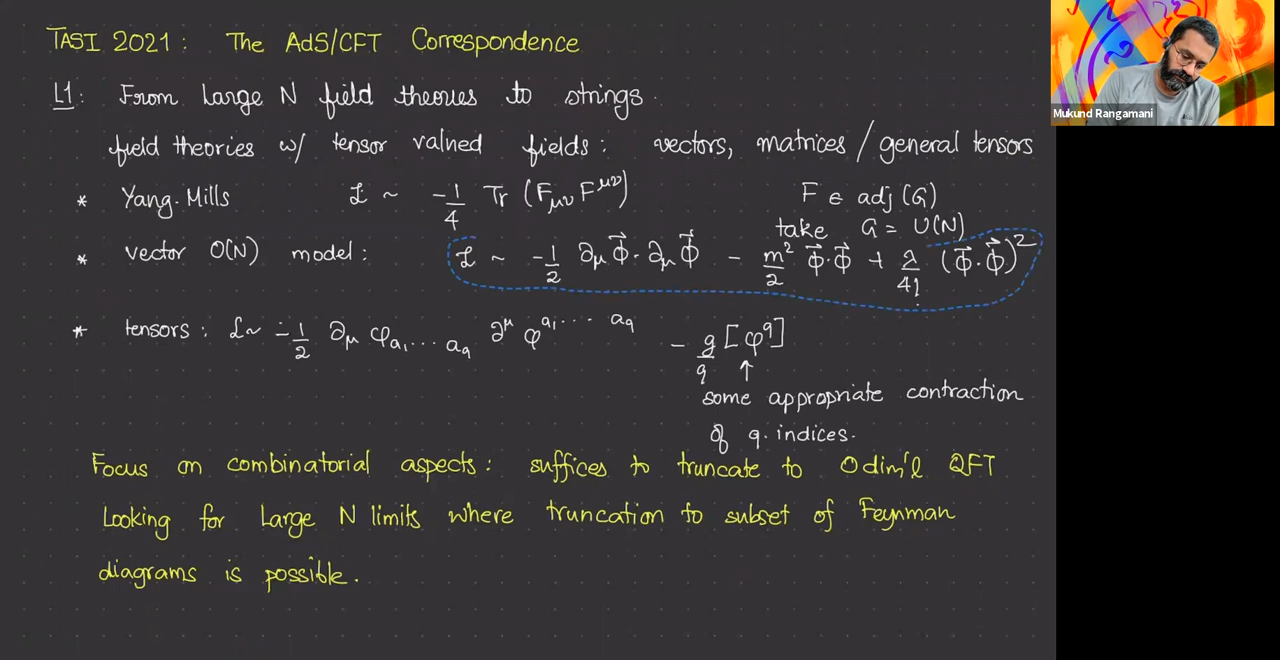 TASI 2021: The AdS/CFT Correspondence
L1: From Large N field theories to strings.
field theories w/ tensor valued fields: vectors, matrices / general tensors
* Yang-Mills ℒ ~ -1/4 Tr (F_μν F^μν) F ∈ adj (G)
take G = U(N)
* vector O(N) model: ℒ ~ -1/2 ∂_μ Φ⃗ · ∂_μ Φ⃗ - m²/2 Φ⃗·Φ⃗ + λ/4! (Φ⃗·Φ⃗)²
* tensors: ℒ ~ -1/2 ∂_μ φ_{a₁...a_q} ∂^μ φ^{a₁...a_q} - g/q [φ^q]
↑
some appropriate contraction
of q-indices.
Focus on combinatorial aspects: suffices to truncate to 0dim'l QFT
Looking for Large N limits where truncation to subset of Feynman
diagrams is possible.
Mukund Rangamani